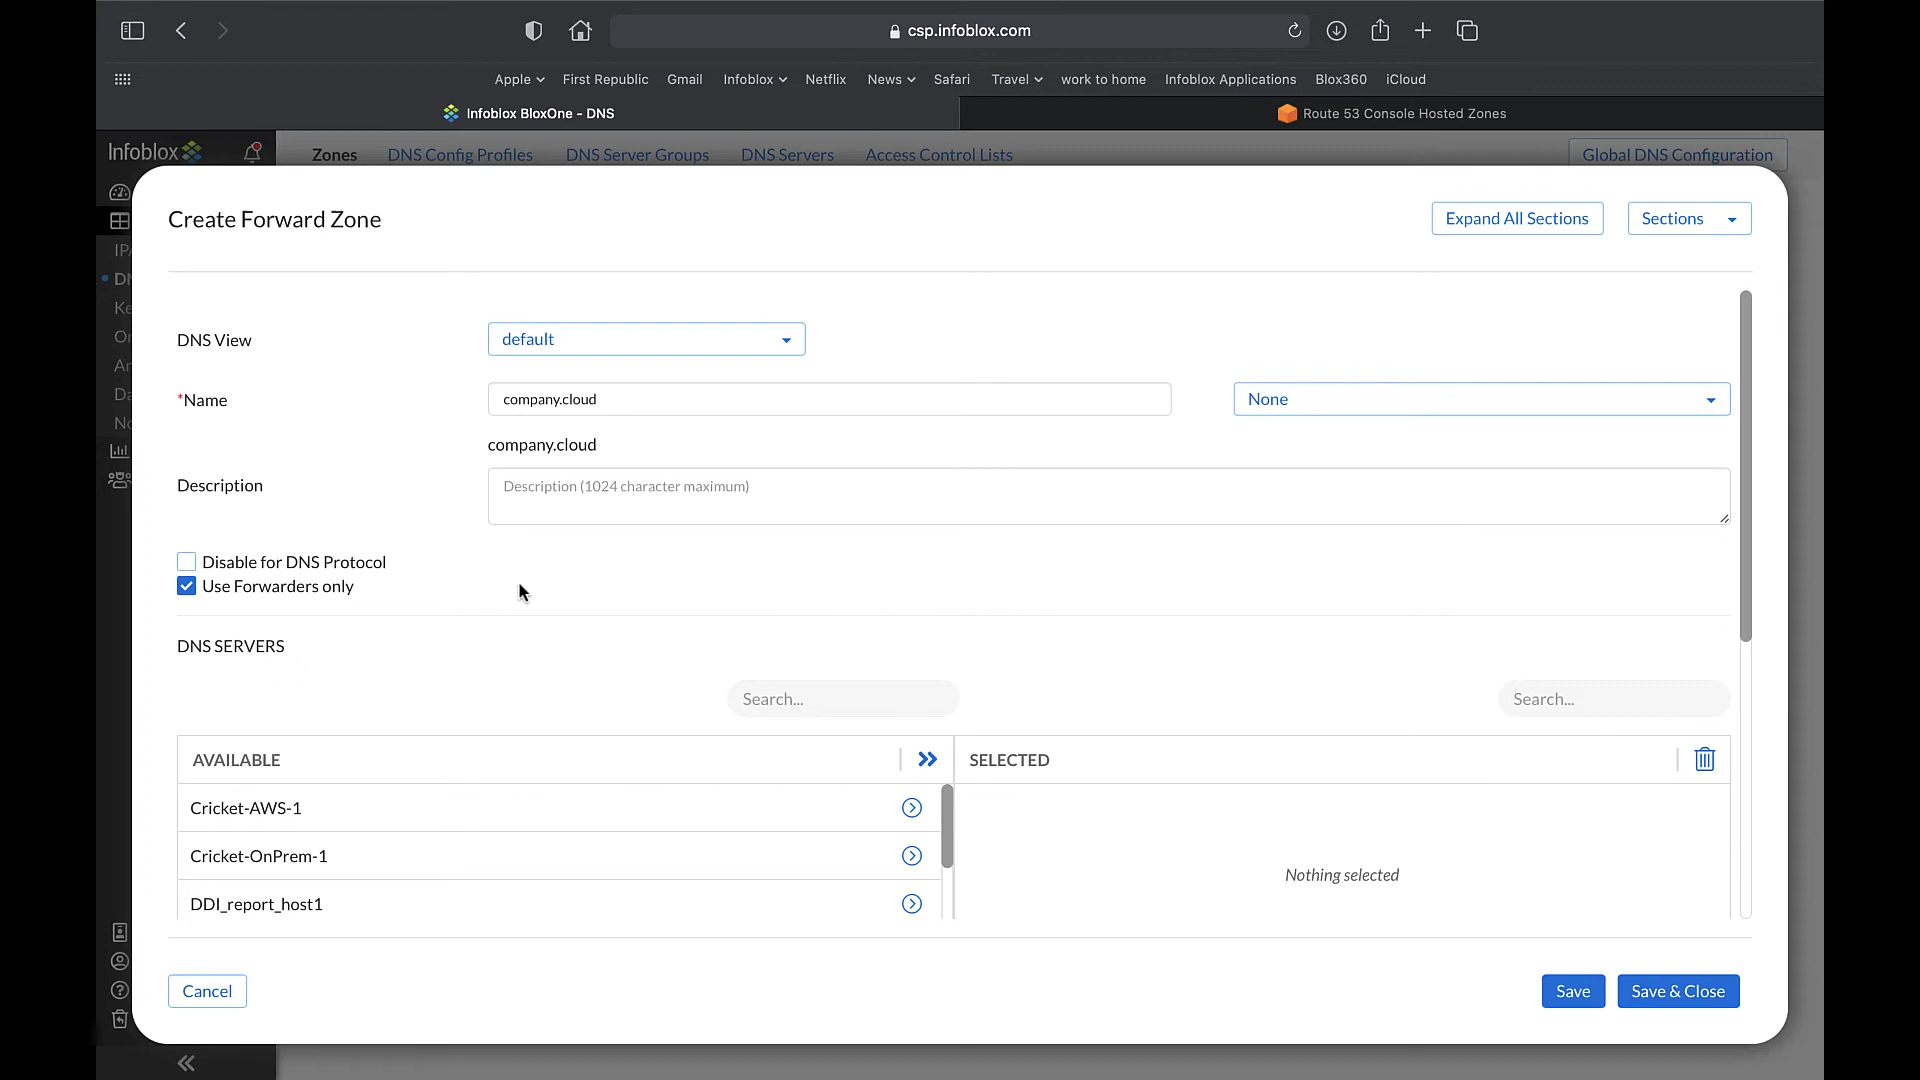 csp.infoblox.com
Apple First Republic Gmail Infoblox Netflix News Safari Travel work to home Infoblox Applications Blox360 iCloud
Infoblox BloxOne - DNS Route 53 Console Hosted Zones
Infoblox Zones DNS Config Profiles DNS Server Groups DNS Servers Access Control Lists Global DNS Configuration
Create Forward Zone Expand All Sections Sections
DNS View default
*Name company.cloud None
company.cloud
Description Description (1024 character maximum)
Disable for DNS Protocol
Use Forwarders only
DNS SERVERS
Search... Search...
AVAILABLE SELECTED
Cricket-AWS-1
Cricket-OnPrem-1
Nothing selected
DDI_report_host1
Cancel Save Save & Close